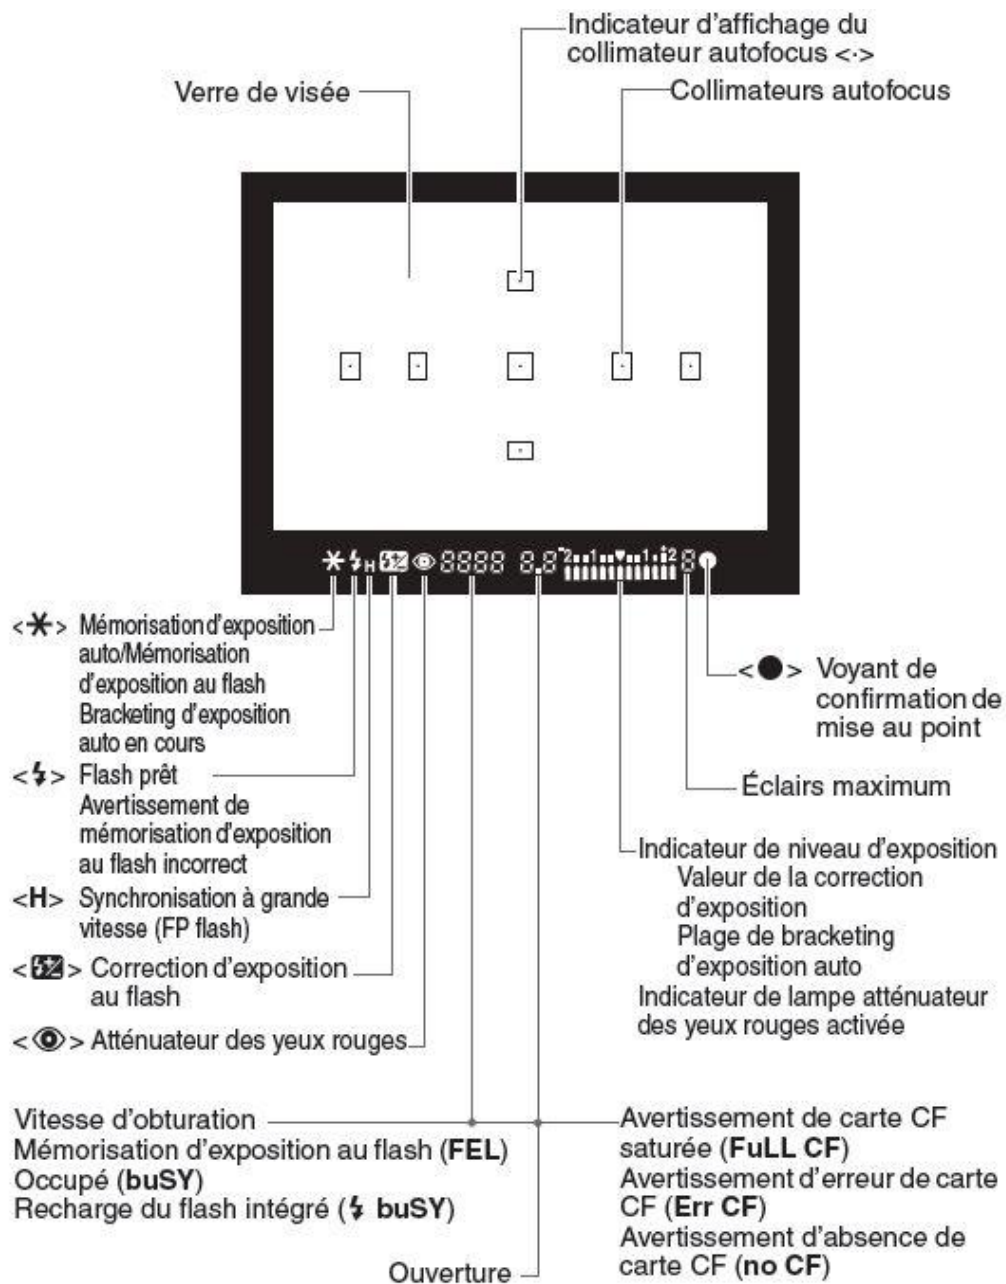 Indicateur d'affichage du
collimateur autofocus <·>
Verre de visée
Collimateurs autofocus
H 8888 8.8 -2..1..▼..1.+2 8
<✱> Mémorisation d'exposition
auto/Mémorisation
d'exposition au flash
Bracketing d'exposition
auto en cours
<⚡> Flash prêt
Avertissement de
mémorisation d'exposition
au flash incorrect
<H> Synchronisation à grande
vitesse (FP flash)
< > Correction d'exposition
au flash
< > Atténuateur des yeux rouges
<●> Voyant de
confirmation de
mise au point
Éclairs maximum
Indicateur de niveau d'exposition
Valeur de la correction
d'exposition
Plage de bracketing
d'exposition auto
Indicateur de lampe atténuateur
des yeux rouges activée
Vitesse d'obturation
Mémorisation d'exposition au flash (FEL)
Occupé (buSY)
Recharge du flash intégré (⚡ buSY)
Avertissement de carte CF
saturée (FuLL CF)
Avertissement d'erreur de carte
CF (Err CF)
Avertissement d'absence de
carte CF (no CF)
Ouverture